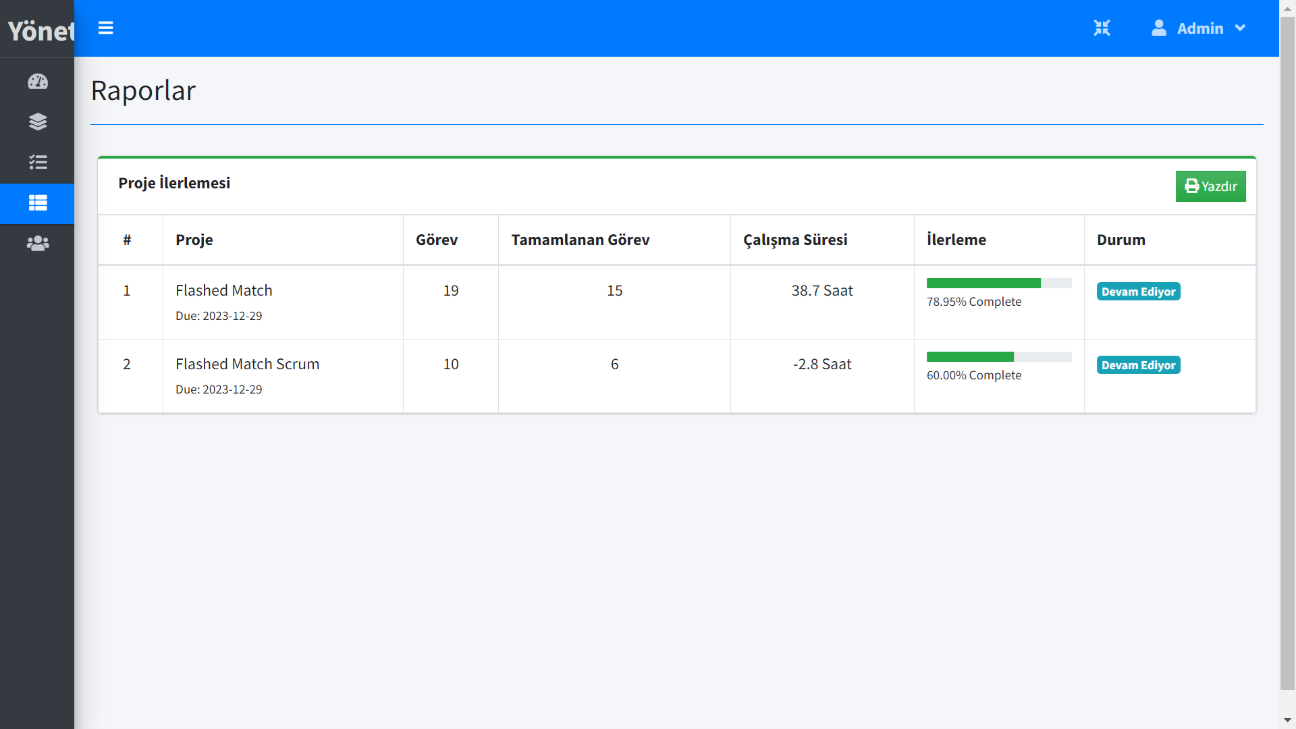 Yönet
Admin
Raporlar
Proje İlerlemesi
Yazdır
# Proje Görev Tamamlanan Görev Çalışma Süresi İlerleme Durum
1 Flashed Match 19 15 38.7 Saat Devam Ediyor
Due: 2023-12-29 78.95% Complete
2 Flashed Match Scrum 10 6 -2.8 Saat Devam Ediyor
Due: 2023-12-29 60.00% Complete